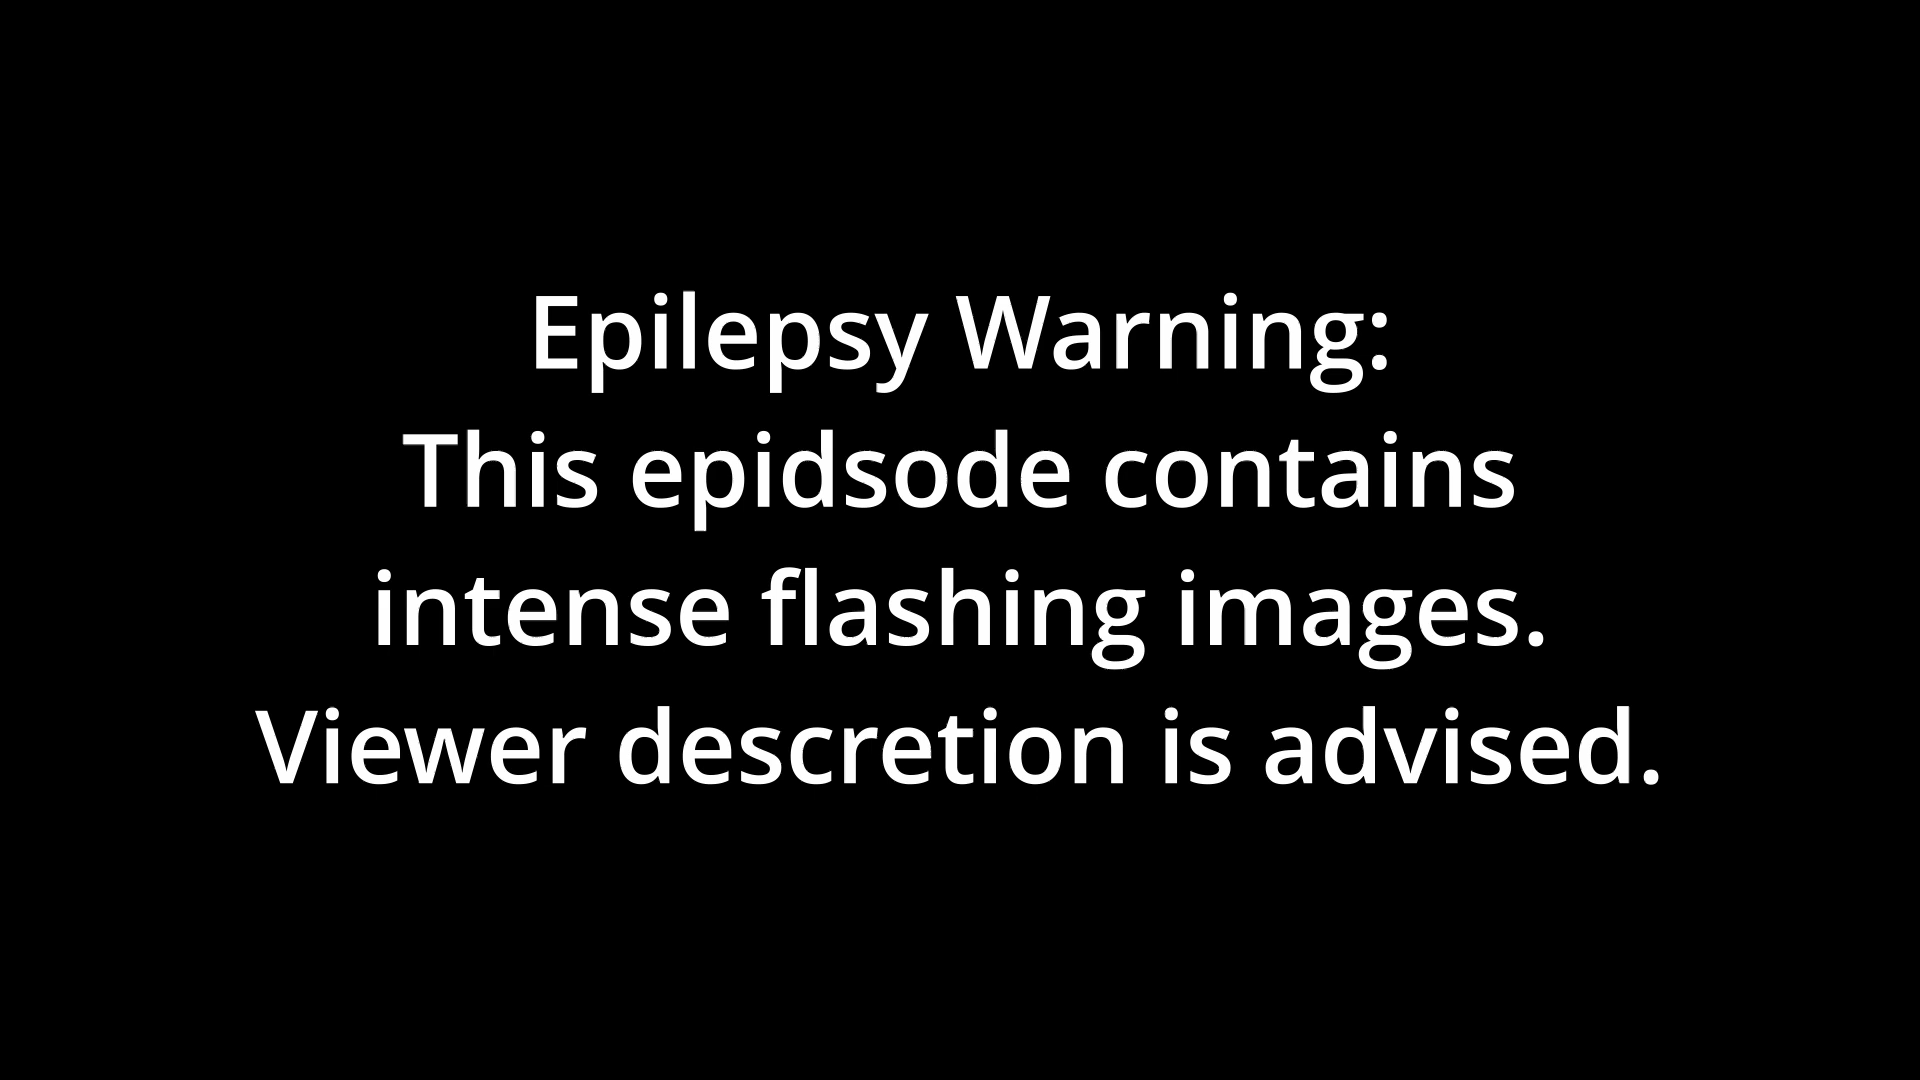 Epilepsy Warning:
This epidsode contains
intense flashing images.
Viewer descretion is advised.